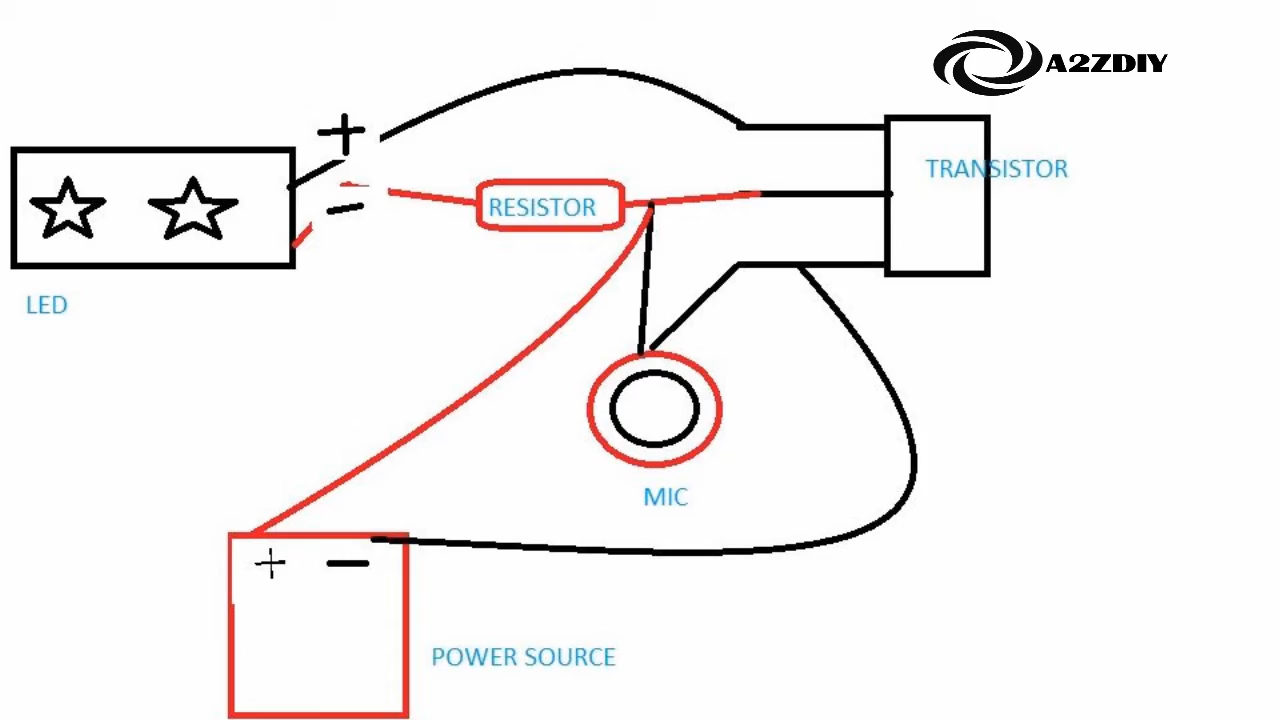 A2ZDIY
+
TRANSISTOR
RESISTOR
−
LED
MIC
+ −
POWER SOURCE